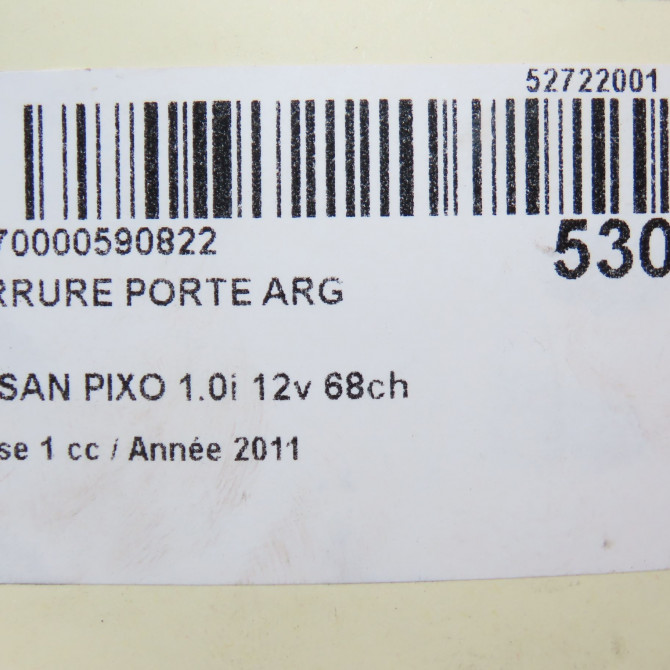 52722001
70000590822
530
RRURE PORTE ARG
SAN PIXO 1.0i 12v 68ch
se 1 cc / Année 2011